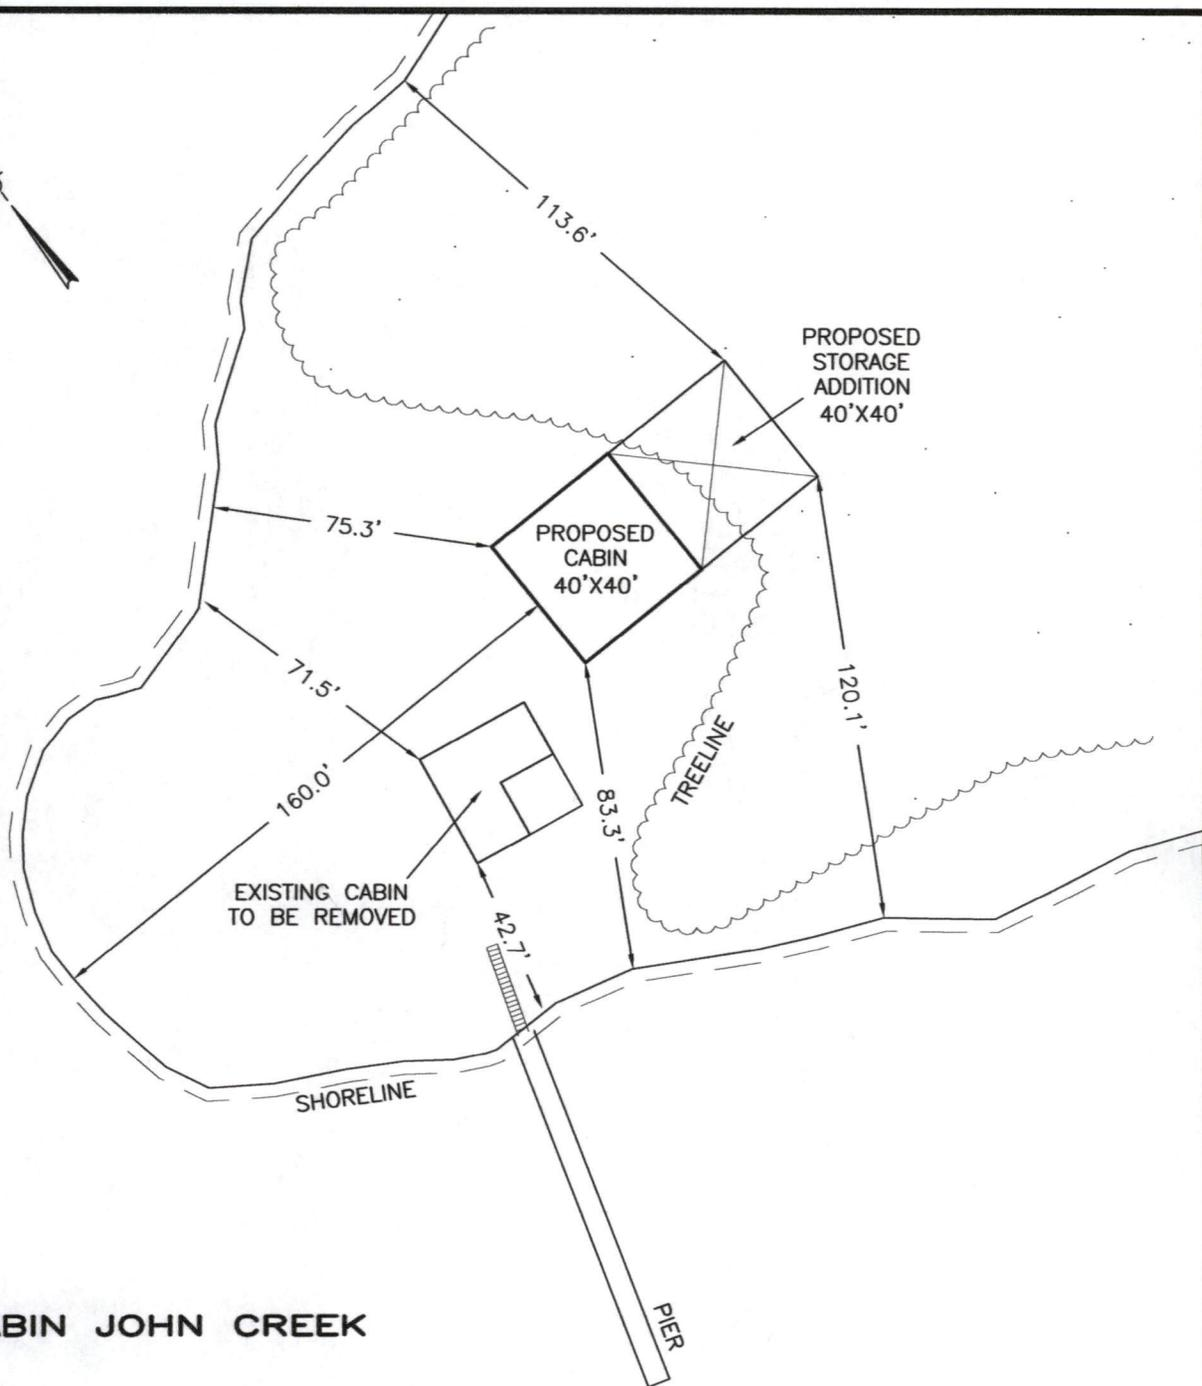 113.6'
PROPOSED
STORAGE
ADDITION
40'X40'
75.3'
PROPOSED
CABIN
40'X40'
71.5'
160.0'
120.1'
TREELINE
83.3'
EXISTING CABIN
TO BE REMOVED
42.7'
SHORELINE
PIER
BIN JOHN CREEK